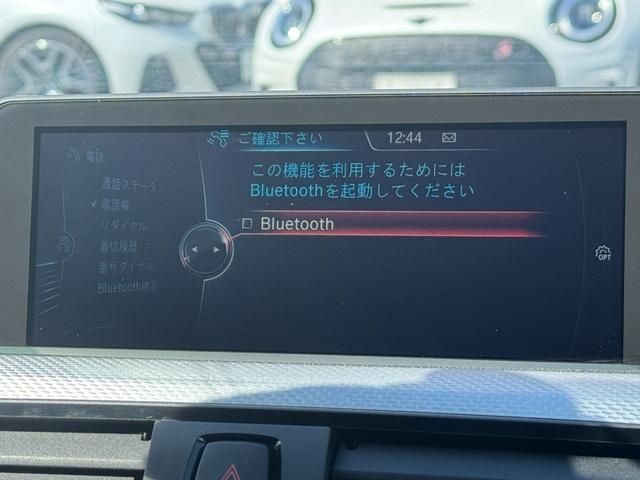 ご確認下さい
12:44
電話
この機能を利用するためには
Bluetoothを起動してください
Bluetooth
通話ステータス
電話帳
リダイヤル
着信履歴
番号ダイヤル
Bluetooth機器
OPT